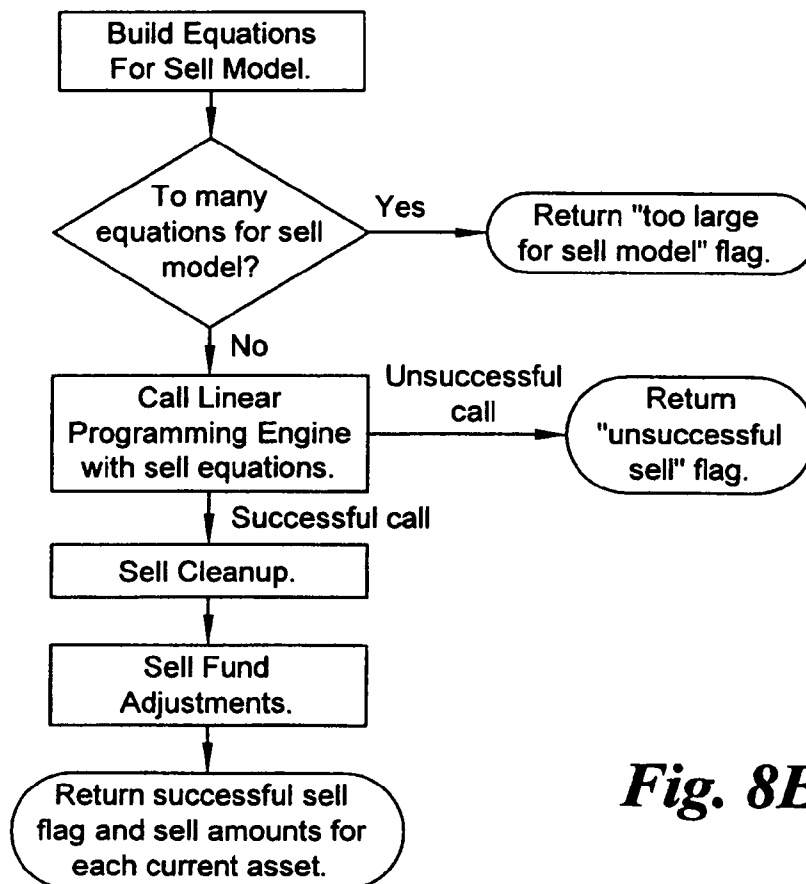 Build Equations
For Sell Model.
To many
equations for sell
model?
Yes
Return "too large
for sell model" flag.
No
Call Linear
Programming Engine
with sell equations.
Unsuccessful
call
Return
"unsuccessful
sell" flag.
Successful call
Sell Cleanup.
Sell Fund
Adjustments.
Return successful sell
flag and sell amounts for
each current asset.
Fig.